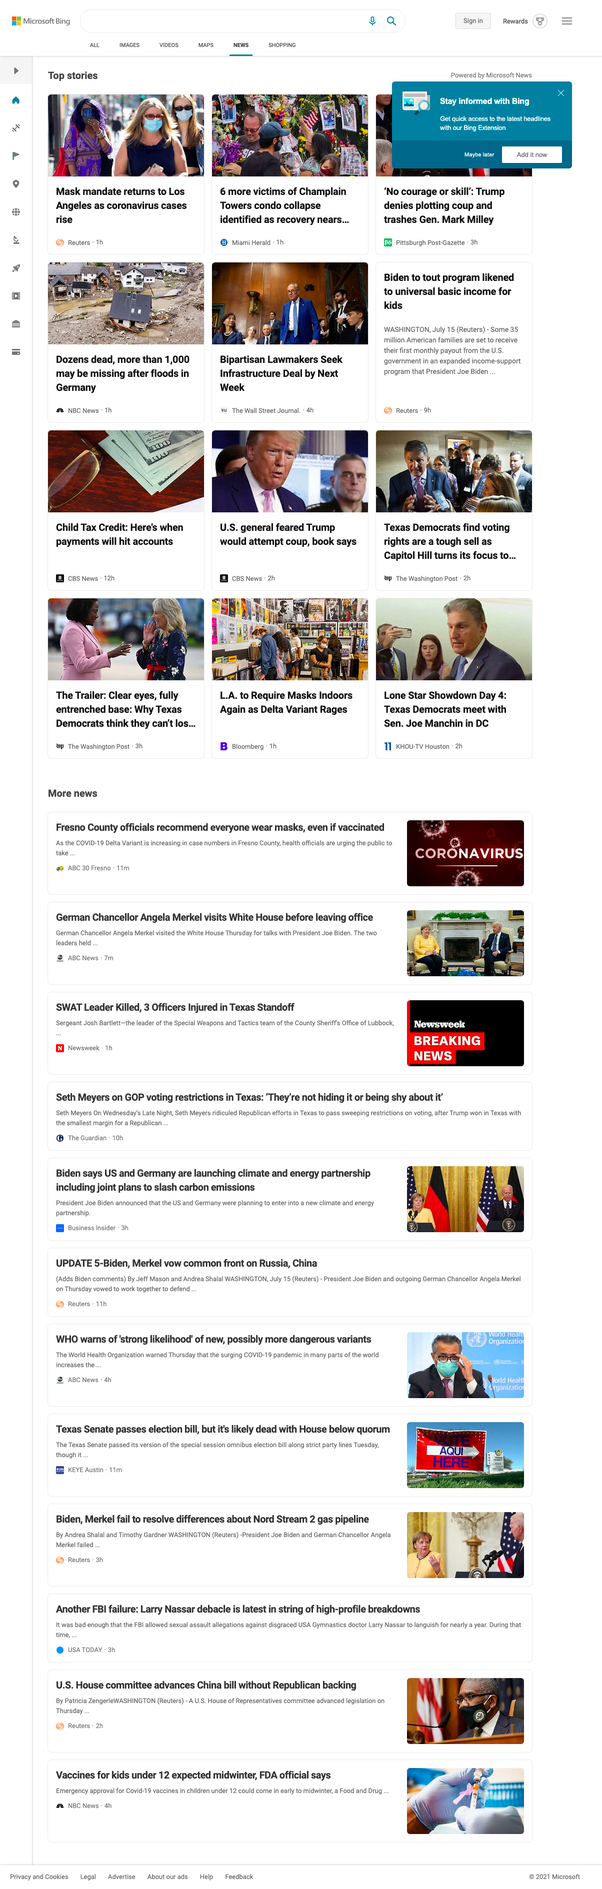 Microsoft Bing
Sign in
Rewards
ALL
IMAGES
VIDEOS
MAPS
NEWS
SHOPPING
Top stories
Powered by Microsoft News
Stay informed with Bing
Get quick access to the latest headlines
with our Bing Extension
Maybe later
Add it now
Mask mandate returns to Los
Angeles as coronavirus cases
rise
Reuters · 1h
6 more victims of Champlain
Towers condo collapse
identified as recovery nears...
Miami Herald · 1h
'No courage or skill': Trump
denies plotting coup and
trashes Gen. Mark Milley
Pittsburgh Post-Gazette · 3h
Dozens dead, more than 1,000
may be missing after floods in
Germany
NBC News · 1h
Bipartisan Lawmakers Seek
Infrastructure Deal by Next
Week
The Wall Street Journal. · 4h
Biden to tout program likened
to universal basic income for
kids
WASHINGTON, July 15 (Reuters) - Some 35
million American families are set to receive
their first monthly payout from the U.S.
government in an expanded income-support
program that President Joe Biden ...
Reuters · 9h
Child Tax Credit: Here's when
payments will hit accounts
CBS News · 12h
U.S. general feared Trump
would attempt coup, book says
CBS News · 2h
Texas Democrats find voting
rights are a tough sell as
Capitol Hill turns its focus to...
The Washington Post · 2h
The Trailer: Clear eyes, fully
entrenched base: Why Texas
Democrats think they can't los...
The Washington Post · 3h
L.A. to Require Masks Indoors
Again as Delta Variant Rages
Bloomberg · 1h
Lone Star Showdown Day 4:
Texas Democrats meet with
Sen. Joe Manchin in DC
KHOU-TV Houston · 2h
More news
Fresno County officials recommend everyone wear masks, even if vaccinated
As the COVID-19 Delta Variant is increasing in case numbers in Fresno County, health officials are urging the public to
take ...
ABC 30 Fresno · 11m
CORONAVIRUS
German Chancellor Angela Merkel visits White House before leaving office
German Chancellor Angela Merkel visited the White House Thursday for talks with President Joe Biden. The two
leaders held ...
ABC News · 7m
SWAT Leader Killed, 3 Officers Injured in Texas Standoff
Sergeant Josh Bartlett—the leader of the Special Weapons and Tactics team of the County Sheriff's Office of Lubbock,
...
Newsweek · 1h
Newsweek
BREAKING
NEWS
Seth Meyers on GOP voting restrictions in Texas: 'They're not hiding it or being shy about it'
Seth Meyers On Wednesday's Late Night, Seth Meyers ridiculed Republican efforts in Texas to pass sweeping restrictions on voting, after Trump won in Texas with
the smallest margin for a Republican ...
The Guardian · 10h
Biden says US and Germany are launching climate and energy partnership
including joint plans to slash carbon emissions
President Joe Biden announced that the US and Germany were planning to enter into a new climate and energy
partnership.
Business Insider · 3h
UPDATE 5-Biden, Merkel vow common front on Russia, China
(Adds Biden comments) By Jeff Mason and Andrea Shalal WASHINGTON, July 15 (Reuters) - President Joe Biden and outgoing German Chancellor Angela Merkel
on Thursday vowed to work together to defend ...
Reuters · 11h
WHO warns of 'strong likelihood' of new, possibly more dangerous variants
The World Health Organization warned Thursday that the surging COVID-19 pandemic in many parts of the world
increases the ...
ABC News · 4h
World Health
Organization
Texas Senate passes election bill, but it's likely dead with House below quorum
The Texas Senate passed its version of the special session omnibus election bill along strict party lines Tuesday,
though it ...
KEYE Austin · 11m
VOTE
AQUI
HERE
Biden, Merkel fail to resolve differences about Nord Stream 2 gas pipeline
By Andrea Shalal and Timothy Gardner WASHINGTON (Reuters) -President Joe Biden and German Chancellor Angela
Merkel failed ...
Reuters · 3h
Another FBI failure: Larry Nassar debacle is latest in string of high-profile breakdowns
It was bad enough that the FBI allowed sexual assault allegations against disgraced USA Gymnastics doctor Larry Nassar to languish for nearly a year. During that
time, ...
USA TODAY · 3h
U.S. House committee advances China bill without Republican backing
By Patricia ZengerleWASHINGTON (Reuters) - A U.S. House of Representatives committee advanced legislation on
Thursday ...
Reuters · 2h
Vaccines for kids under 12 expected midwinter, FDA official says
Emergency approval for Covid-19 vaccines in children under 12 could come in early to midwinter, a Food and Drug ...
NBC News · 4h
Privacy and Cookies
Legal
Advertise
About our ads
Help
Feedback
© 2021 Microsoft